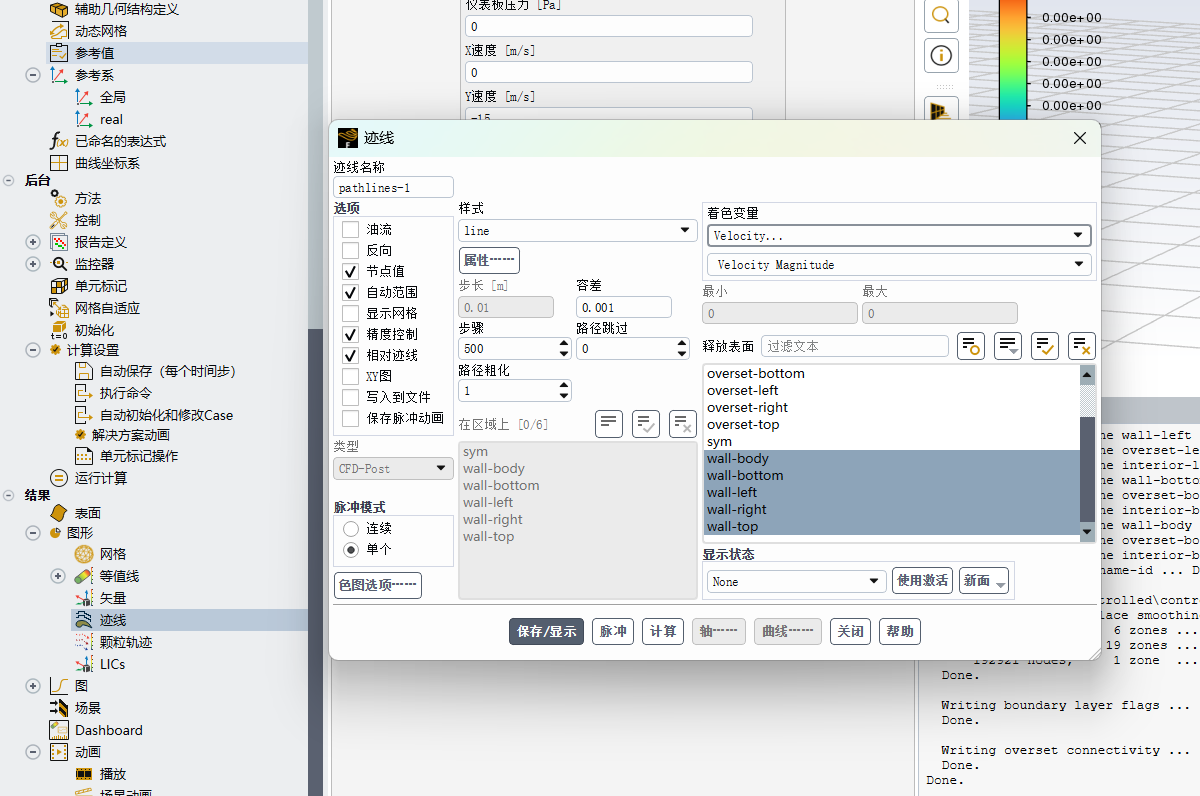 辅助几何结构定义
动态网格
参考值
参考系
全局
real
已命名的表达式
曲线坐标系
后台
方法
控制
报告定义
监控器
单元标记
网格自适应
初始化
计算设置
自动保存（每个时间步）
执行命令
自动初始化和修改Case
解决方案动画
单元标记操作
运行计算
结果
表面
图形
网格
等值线
矢量
迹线
颗粒轨迹
LICs
图
场景
Dashboard
动画
播放
场景动画
仪表板压力 [Pa]
0
X速度 [m/s]
0
Y速度 [m/s]
-15
0.00e+00
0.00e+00
0.00e+00
0.00e+00
0.00e+00
迹线
迹线名称
pathlines-1
选项
油流
反向
节点值
自动范围
显示网格
精度控制
相对迹线
XY图
写入到文件
保存脉冲动画
类型
CFD-Post
脉冲模式
连续
单个
色图选项……
样式
line
属性……
步长 [m]
容差
0.01
0.001
步骤
路径跳过
500
0
路径粗化
1
在区域上 [0/6]
sym
wall-body
wall-bottom
wall-left
wall-right
wall-top
着色变量
Velocity...
Velocity Magnitude
最小
最大
0
0
释放表面
过滤文本
overset-bottom
overset-left
overset-right
overset-top
sym
wall-body
wall-bottom
wall-left
wall-right
wall-top
显示状态
None
使用激活
新面
保存/显示
脉冲
计算
轴……
曲线……
关闭
帮助
ne wall-left
ne overset-le
ne interior-l
ne wall-botto
ne overset-bo
ne interior-b
ne wall-body
ne overset-bo
ne interior-b
name-id ... D
trolled\contro
lace smoothing
6 zones ...
19 zones ...
192921 nodes, 1 zone ...
Done.
Writing boundary layer flags ...
Done.
Writing overset connectivity ...
Done.
Done.